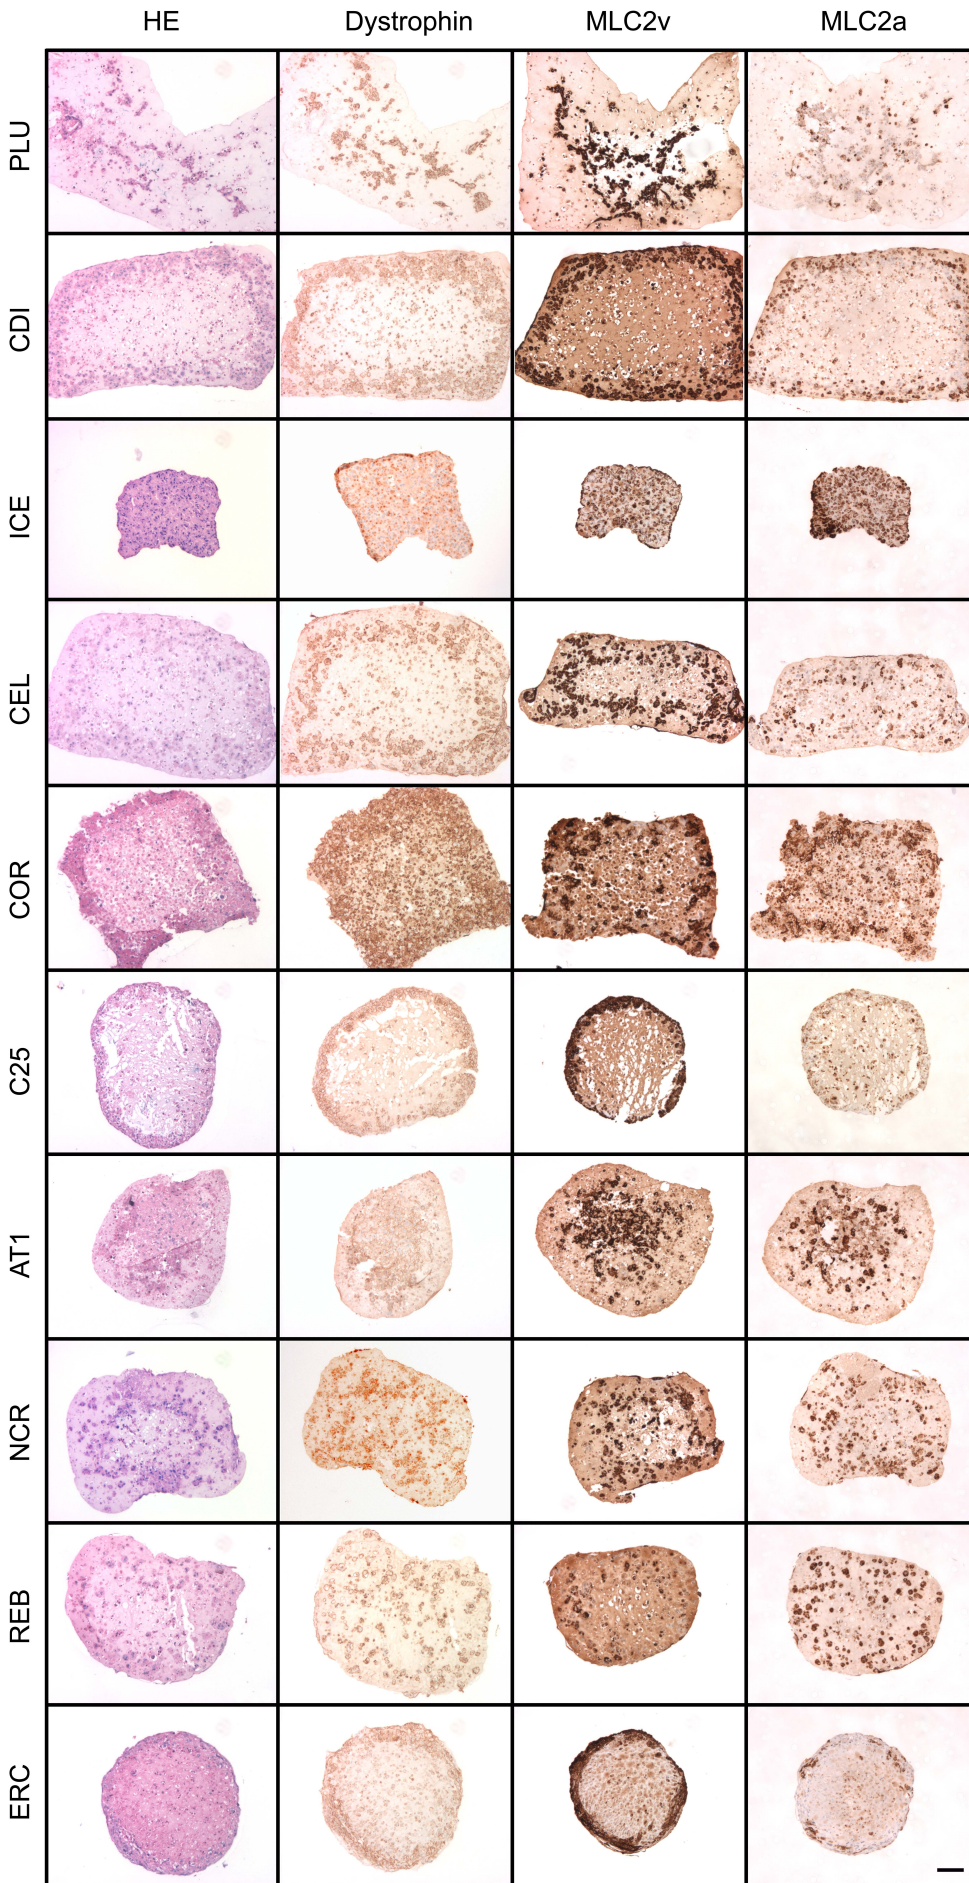 HE Dystrophin MLC2v MLC2a
PLU
CDI
ICE
CEL
COR
C25
AT1
NCR
REB
ERC